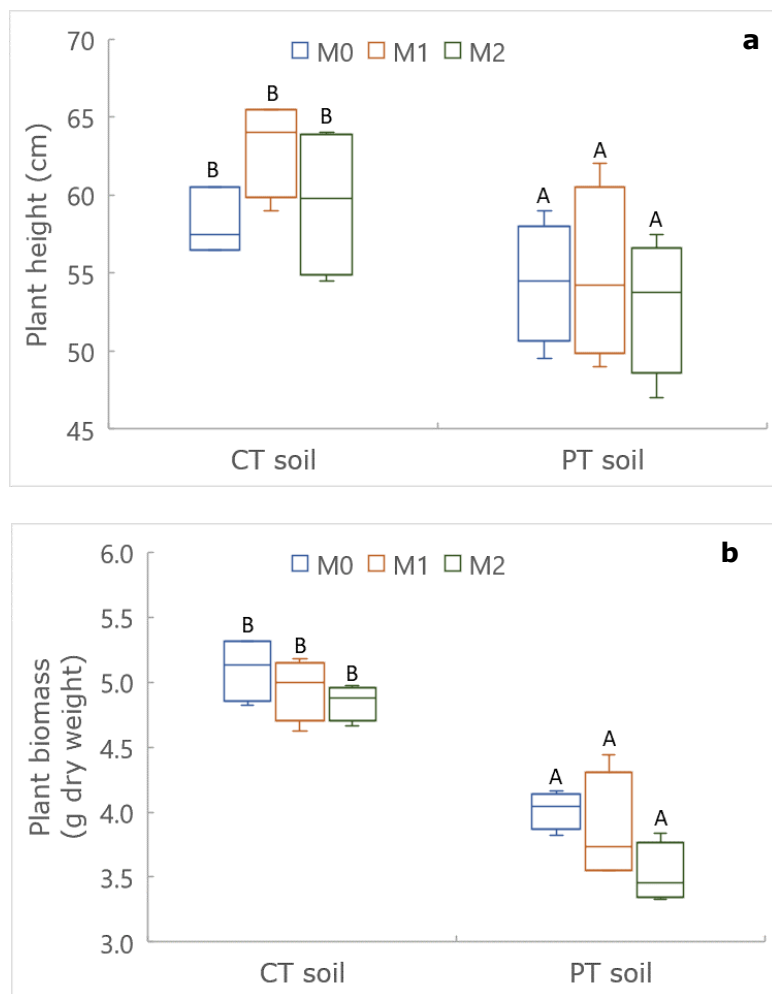 a
70
M0 M1 M2
65
60
55
50
45
Plant height (cm)
B
B
B
A
A
A
CT soil
PT soil
b
6.0
M0 M1 M2
5.5
5.0
4.5
4.0
3.5
3.0
Plant biomass
(g dry weight)
B
B
B
A
A
A
CT soil
PT soil